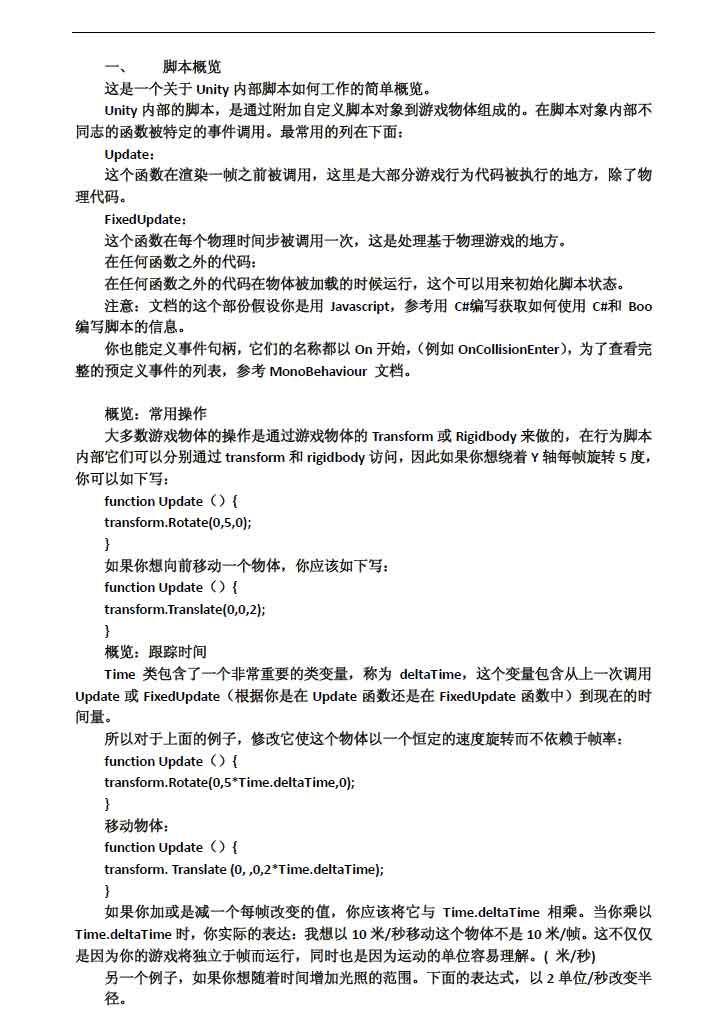 一、 脚本概览
这是一个关于 Unity 内部脚本如何工作的简单概览。
Unity 内部的脚本，是通过附加自定义脚本对象到游戏物体组成的。在脚本对象内部不
同志的函数被特定的事件调用。最常用的列在下面：
Update：
这个函数在渲染一帧之前被调用，这里是大部分游戏行为代码被执行的地方，除了物
理代码。
FixedUpdate：
这个函数在每个物理时间步被调用一次，这是处理基于物理游戏的地方。
在任何函数之外的代码：
在任何函数之外的代码在物体被加载的时候运行，这个可以用来初始化脚本状态。
注意：文档的这个部份假设你是用 Javascript，参考用 C#编写获取如何使用 C#和 Boo
编写脚本的信息。
你也能定义事件句柄，它们的名称都以 On 开始，（例如 OnCollisionEnter），为了查看完
整的预定义事件的列表，参考 MonoBehaviour 文档。
概览：常用操作
大多数游戏物体的操作是通过游戏物体的 Transform 或 Rigidbody 来做的，在行为脚本
内部它们可以分别通过 transform 和 rigidbody 访问，因此如果你想绕着 Y 轴每帧旋转 5 度，
你可以如下写：
function Update（）{
transform.Rotate(0,5,0);
}
如果你想向前移动一个物体，你应该如下写：
function Update（）{
transform.Translate(0,0,2);
}
概览：跟踪时间
Time 类包含了一个非常重要的类变量，称为 deltaTime，这个变量包含从上一次调用
Update 或 FixedUpdate（根据你是在 Update 函数还是在 FixedUpdate 函数中）到现在的时
间量。
所以对于上面的例子，修改它使这个物体以一个恒定的速度旋转而不依赖于帧率：
function Update（）{
transform.Rotate(0,5*Time.deltaTime,0);
}
移动物体：
function Update（）{
transform. Translate (0, ,0,2*Time.deltaTime);
}
如果你加或是减一个每帧改变的值，你应该将它与 Time.deltaTime 相乘。当你乘以
Time.deltaTime 时，你实际的表达：我想以 10 米/秒移动这个物体不是 10 米/帧。这不仅仅
是因为你的游戏将独立于帧而运行，同时也是因为运动的单位容易理解。( 米/秒)
另一个例子，如果你想随着时间增加光照的范围。下面的表达式，以 2 单位/秒改变半
径。